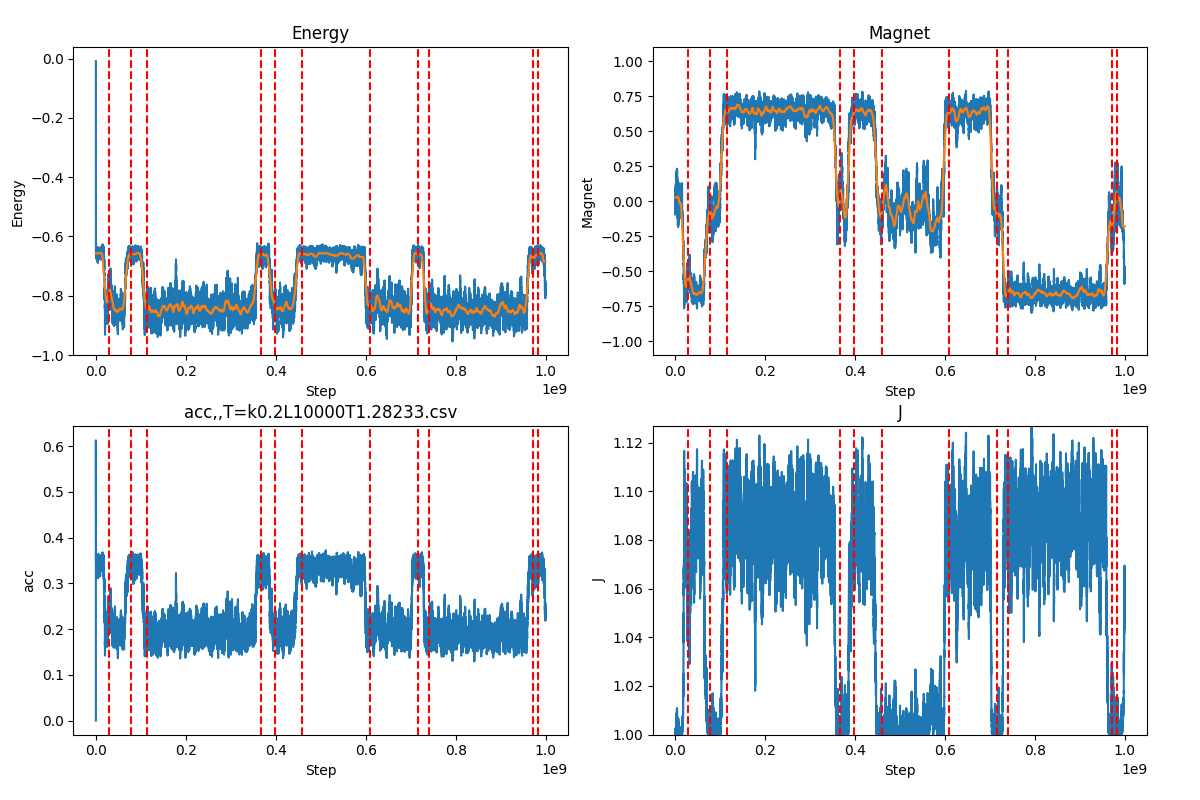 Energy
0.0
−0.2
−0.4
−0.6
−0.8
−1.0
Energy
0.0 0.2 0.4 0.6 0.8 1.0
1e9
Step
Magnet
1.00
0.75
0.50
0.25
0.00
−0.25
−0.50
−0.75
−1.00
Magnet
0.0 0.2 0.4 0.6 0.8 1.0
1e9
Step
acc,,T=k0.2L10000T1.28233.csv
0.6
0.5
0.4
0.3
0.2
0.1
0.0
acc
0.0 0.2 0.4 0.6 0.8 1.0
1e9
Step
J
1.12
1.10
1.08
1.06
1.04
1.02
1.00
J
0.0 0.2 0.4 0.6 0.8 1.0
1e9
Step